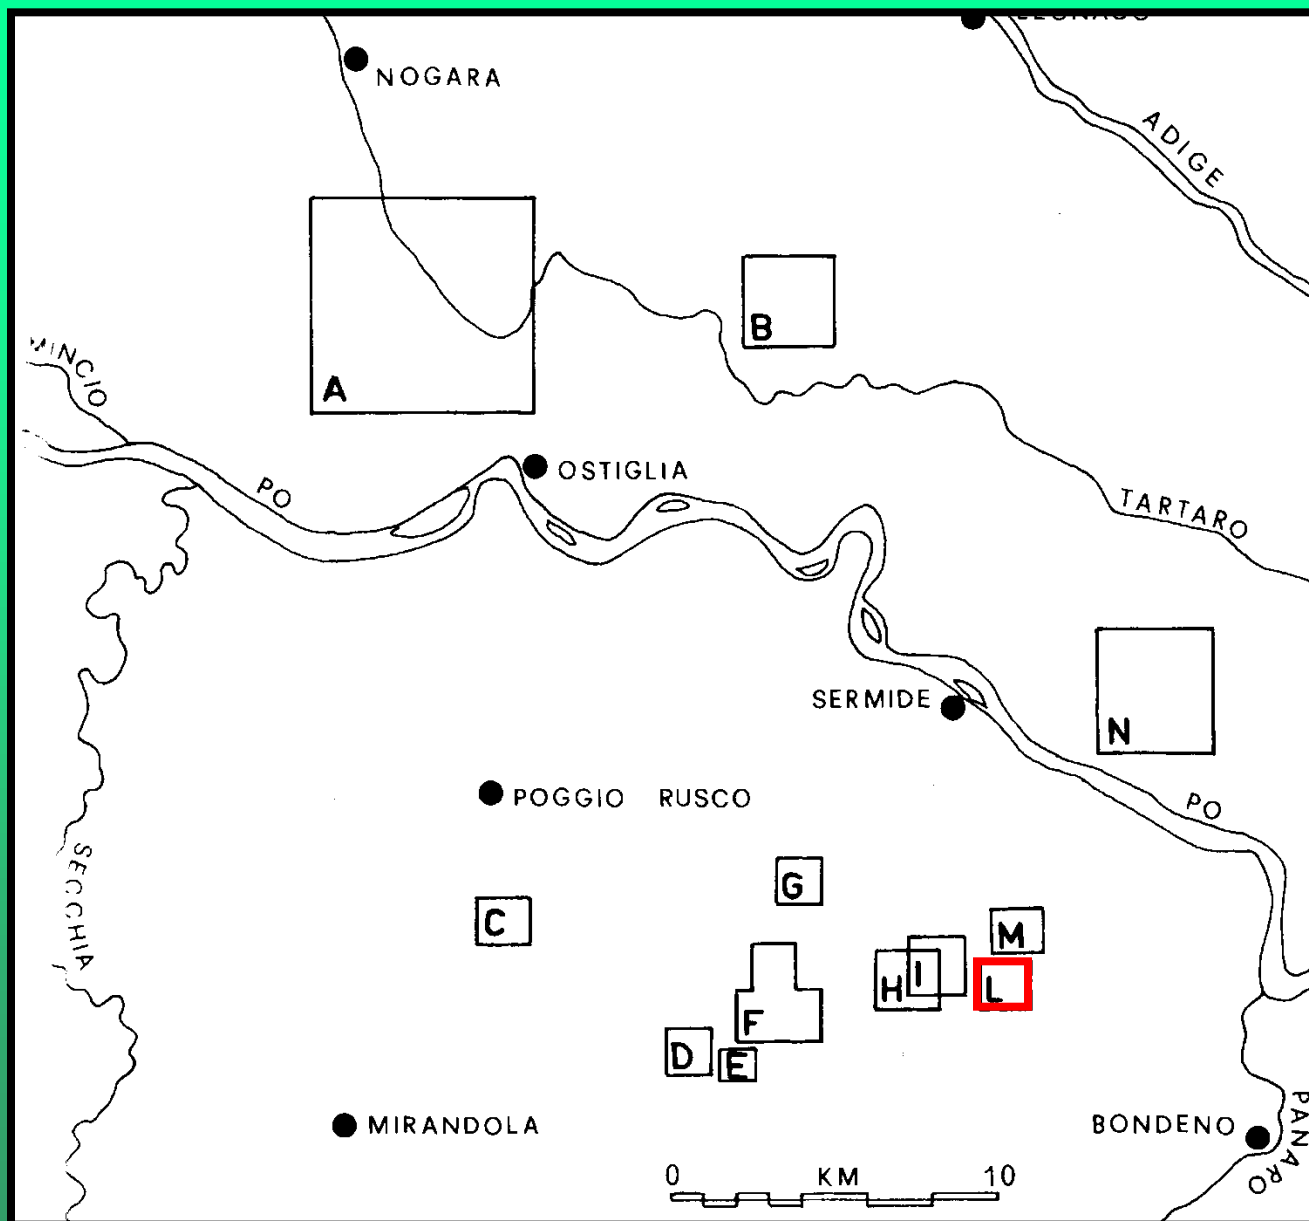 NOGARA
ADIGE
B
MINCIO
A
PO
OSTIGLIA
TARTARO
SERMIDE
N
POGGIO RUSCO
PO
SECCHIA
G
C
M
H
I
L
F
D
E
MIRANDOLA
BONDENO
PANARO
0 KM 10